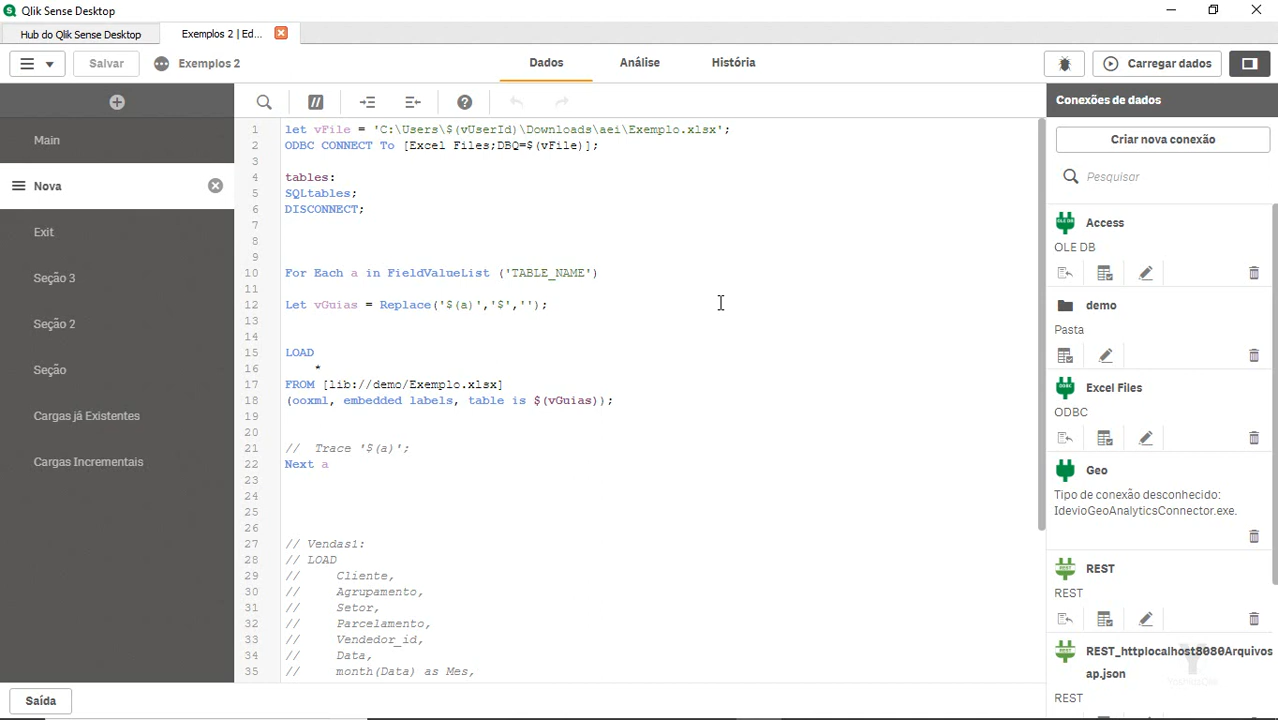 Qlik Sense Desktop
Hub do Qlik Sense Desktop
Exemplos 2 | Ed...
Salvar
Exemplos 2
Dados
Análise
História
Carregar dados
Main
Nova
Exit
Seção 3
Seção 2
Seção
Cargas já Existentes
Cargas Incrementais
1 let vFile = 'C:\Users\$(vUserId)\Downloads\aei\Exemplo.xlsx';
2 ODBC CONNECT To [Excel Files;DBQ=$(vFile)];
3
4 tables:
5 SQLtables;
6 DISCONNECT;
7
8
9
10 For Each a in FieldValueList ('TABLE_NAME')
11
12 Let vGuias = Replace('$(a)','$','');
13
14
15 LOAD
16 *
17 FROM [lib://demo/Exemplo.xlsx]
18 (ooxml, embedded labels, table is $(vGuias));
19
20
21 // Trace '$(a)';
22 Next a
23
24
25
26
27 // Vendas1:
28 // LOAD
29 // Cliente,
30 // Agrupamento,
31 // Setor,
32 // Parcelamento,
33 // Vendedor_id,
34 // Data,
35 // month(Data) as Mes,
Conexões de dados
Criar nova conexão
Pesquisar
OLE DB
Access
OLE DB
demo
Pasta
ODBC
Excel Files
ODBC
Geo
Tipo de conexão desconhecido:
IdevioGeoAnalyticsConnector.exe.
REST
REST
REST
REST
REST_httplocalhost8080Arquivos
ap.json
REST
Saída